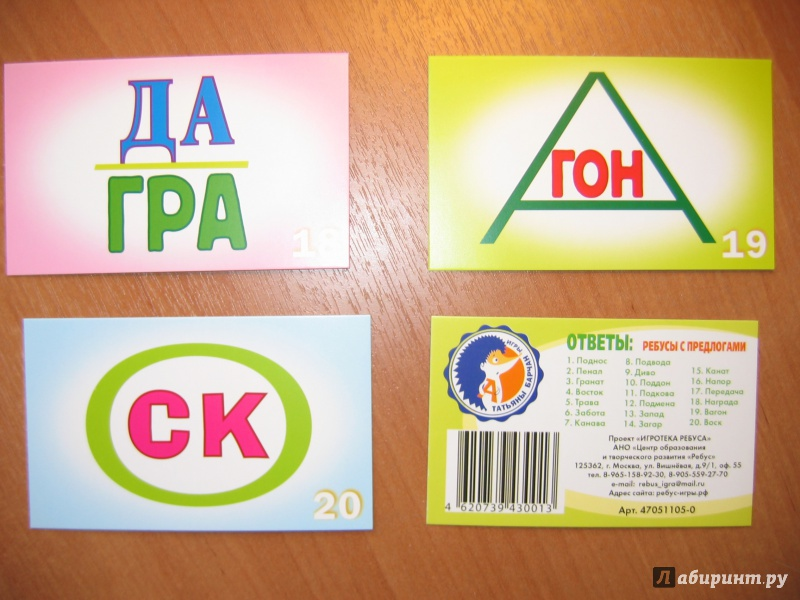 ДА
ГРА
18
А
ГОН
19
О
СК
20
ИГРЫ
ТАТЬЯНЫ БАРЧАН
ОТВЕТЫ: РЕБУСЫ С ПРЕДЛОГАМИ
1. Поднос
2. Пенал
3. Гранат
4. Восток
5. Трава
6. Забота
7. Канава
8. Подвода
9. Диво
10. Поддон
11. Подкова
12. Подмена
13. Запад
14. Загар
15. Канат
16. Напор
17. Передача
18. Награда
19. Вагон
20. Воск
Проект «ИГРОТЕКА РЕБУСА»
АНО «Центр образования
и творческого развития «Ребус»
125362, г. Москва, ул. Вишнёвая, д.9/1, оф. 55
тел. 8-965-158-92-30, 8-905-559-27-70
e-mail: rebus_igra@mail.ru
Адрес сайта: ребус-игры.рф
Арт. 47051105-0
4 620739 430013
Лабиринт.ру